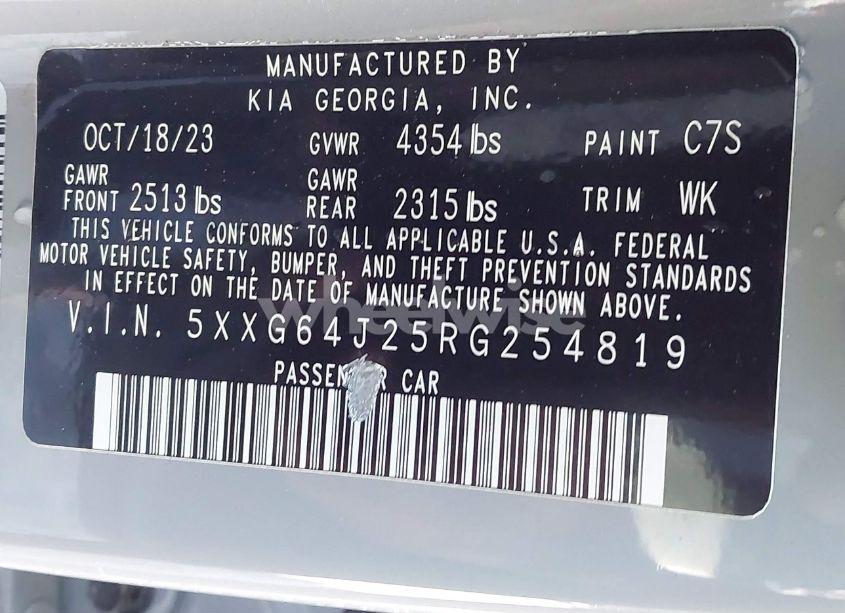 MANUFACTURED BY
KIA GEORGIA, INC.
OCT/18/23 GVWR 4354 lbs PAINT C7S
GAWR FRONT 2513 lbs GAWR REAR 2315 lbs TRIM WK
THIS VEHICLE CONFORMS TO ALL APPLICABLE U.S.A. FEDERAL
MOTOR VEHICLE SAFETY, BUMPER, AND THEFT PREVENTION STANDARDS
IN EFFECT ON THE DATE OF MANUFACTURE SHOWN ABOVE.
wheelwise
V.I.N. 5XXG64J25RG254819
CAR